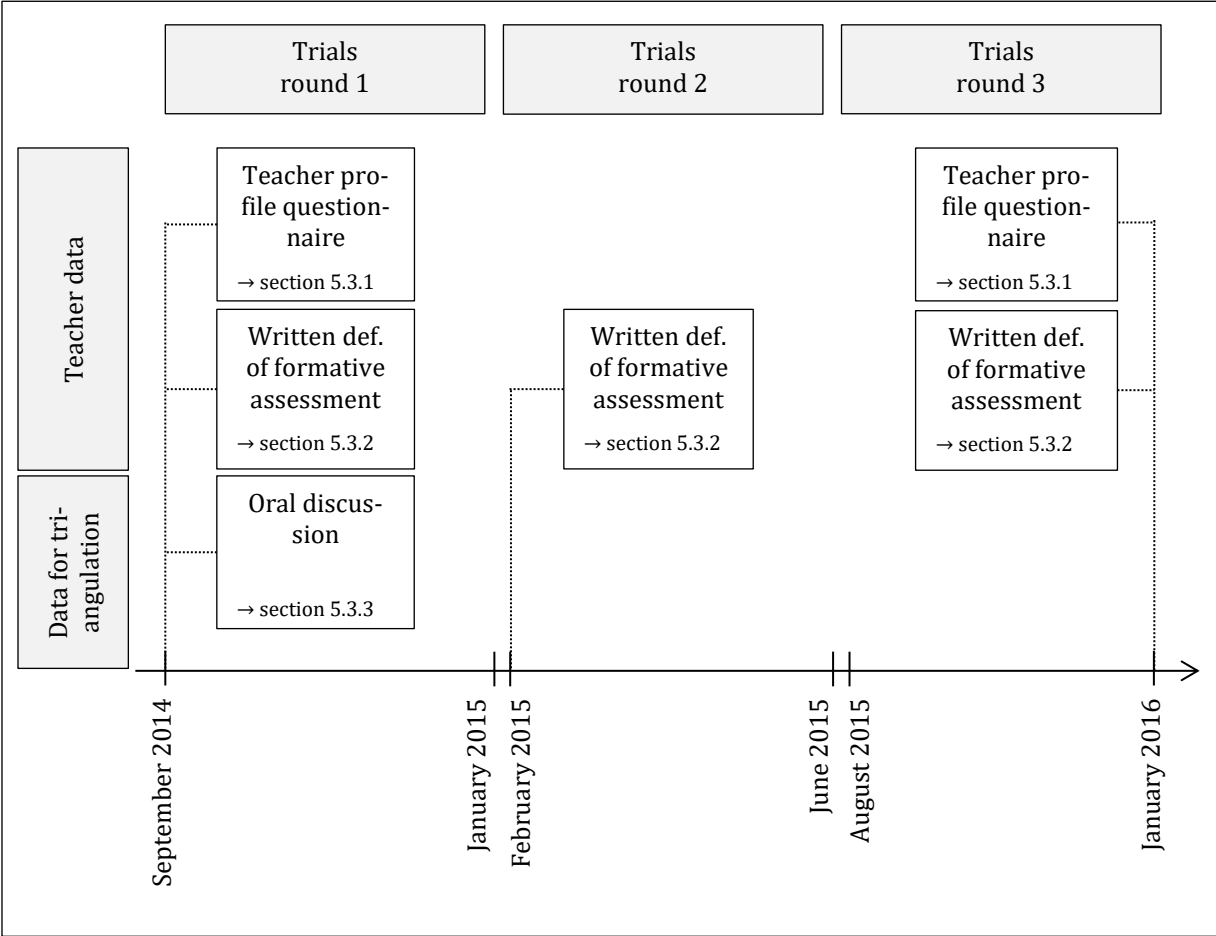 Trials
round 1
Trials
round 2
Trials
round 3
Teacher data
Teacher pro-
file question-
naire
→ section 5.3.1
Teacher pro-
file question-
naire
→ section 5.3.1
Written def.
of formative
assessment
→ section 5.3.2
Written def.
of formative
assessment
→ section 5.3.2
Written def.
of formative
assessment
→ section 5.3.2
Data for tri-
angulation
Oral discus-
sion
→ section 5.3.3
September 2014
January 2015
February 2015
June 2015
August 2015
January 2016